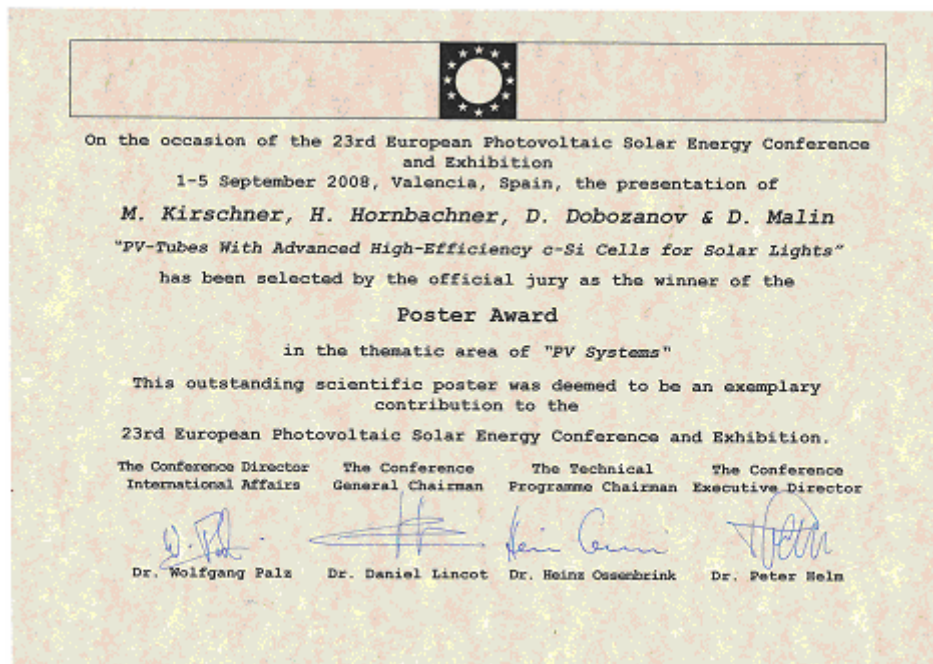 On the occasion of the 23rd European Photovoltaic Solar Energy Conference
and Exhibition
1-5 September 2008, Valencia, Spain, the presentation of
M. Kirschner, H. Hornbachner, D. Dobozanov & D. Malin
"PV-Tubes With Advanced High-Efficiency c-Si Cells for Solar Lights"
has been selected by the official jury as the winner of the
Poster Award
in the thematic area of "PV Systems"
This outstanding scientific poster was deemed to be an exemplary
contribution to the
23rd European Photovoltaic Solar Energy Conference and Exhibition.
The Conference Director The Conference The Technical The Conference
International Affairs General Chairman Programme Chairman Executive Director
Dr. Wolfgang Palz Dr. Daniel Lincot Dr. Heinz Ossenbrink Dr. Peter Helm